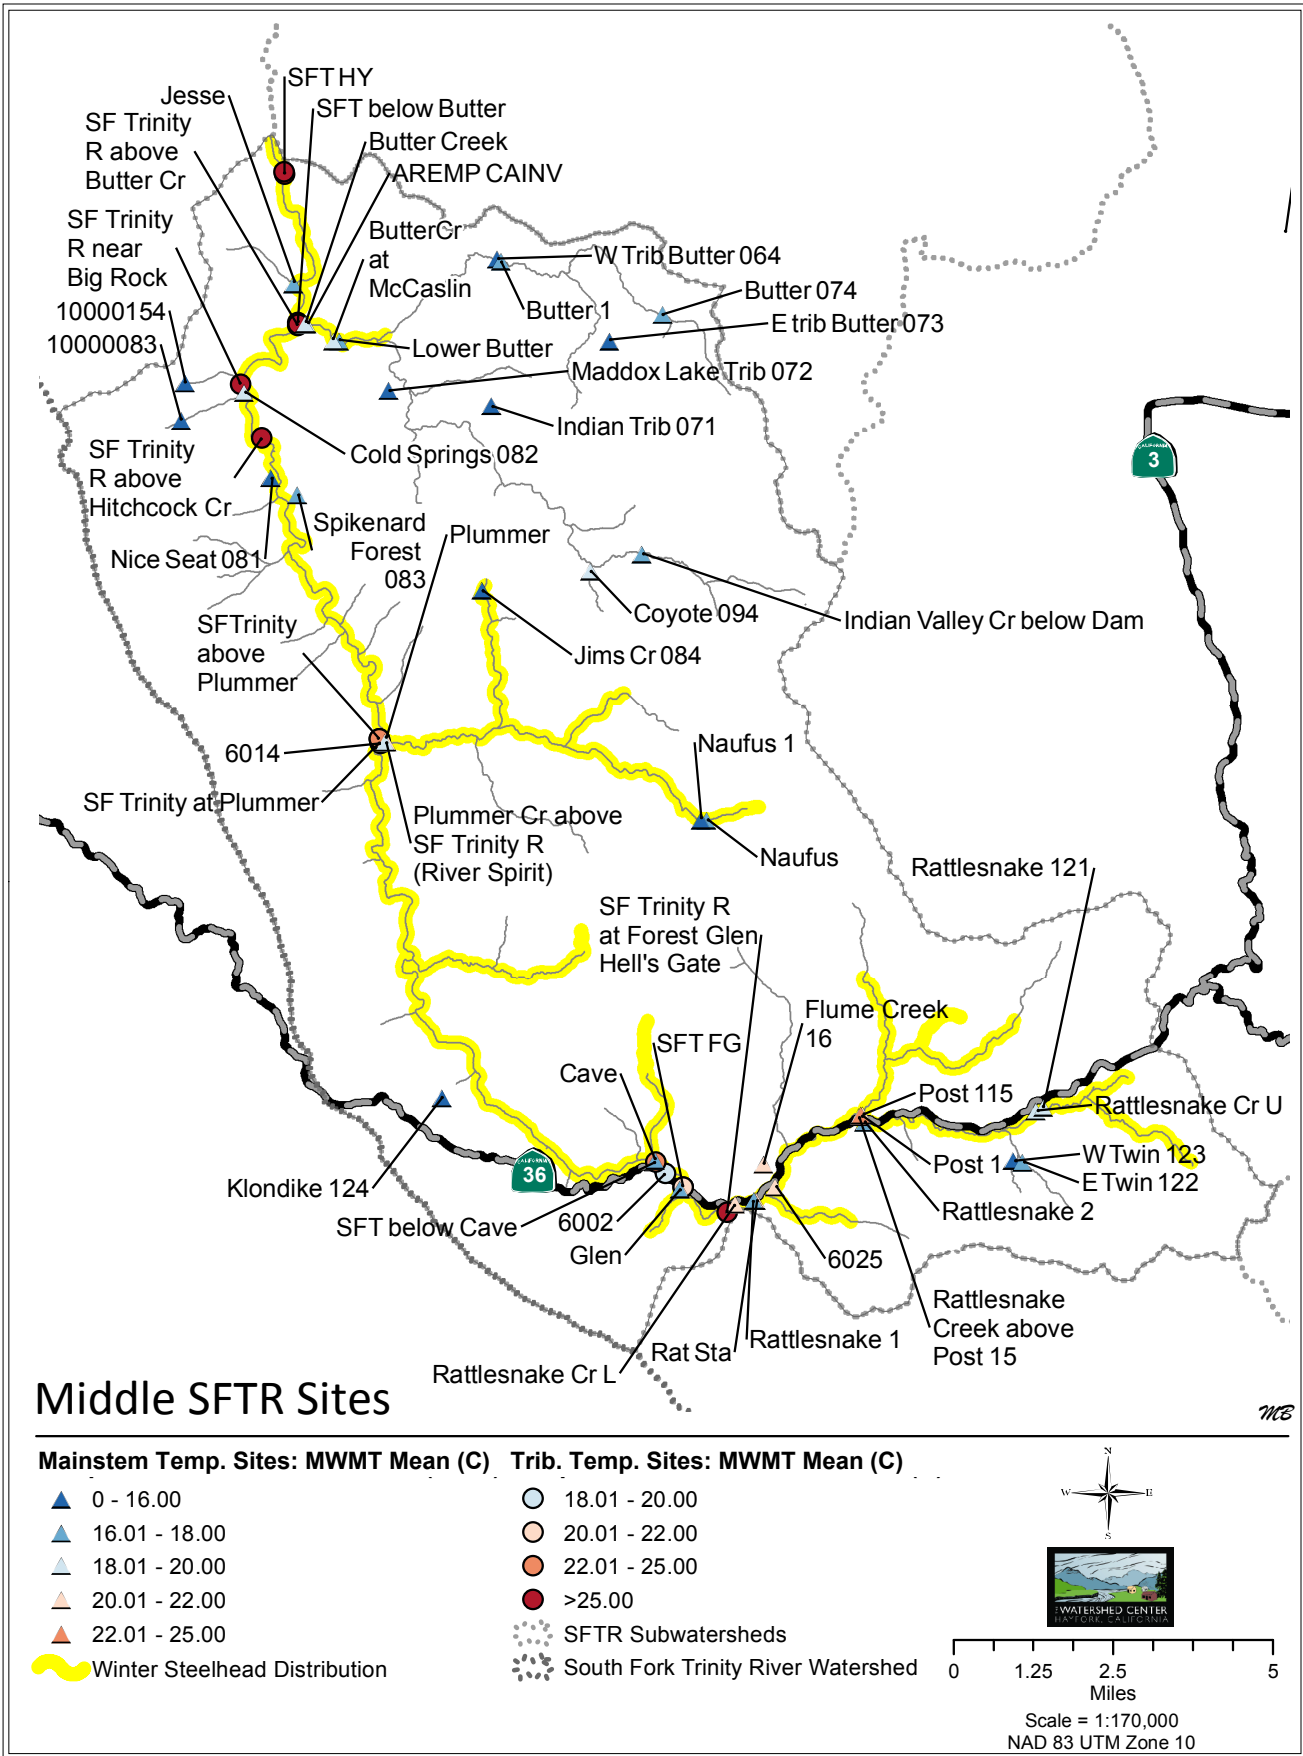 SFT HY
Jesse
SFT below Butter
SF Trinity
R above
Butter Cr
Butter Creek
AREMP CAINV
SF Trinity
R near
Big Rock
ButterCr
at
McCaslin
W Trib Butter 064
Butter 1
Butter 074
10000154
E trib Butter 073
10000083
Lower Butter
Maddox Lake Trib 072
Indian Trib 071
SF Trinity
R above
Hitchcock Cr
Cold Springs 082
CALIFORNIA
3
Spikenard
Forest
083
Plummer
Nice Seat 081
Coyote 094
Indian Valley Cr below Dam
SFTrinity
above
Plummer
Jims Cr 084
6014
Naufus 1
SF Trinity at Plummer
Plummer Cr above
SF Trinity R
(River Spirit)
Naufus
Rattlesnake 121
SF Trinity R
at Forest Glen
Hell's Gate
Flume Creek
16
SFT FG
Cave
Post 115
Rattlesnake Cr U
CALIFORNIA
36
Klondike 124
Post 1
W Twin 123
E Twin 122
SFT below Cave
6002
Rattlesnake 2
Glen
6025
Rattlesnake
Creek above
Post 15
Rat Sta
Rattlesnake 1
Rattlesnake Cr L
Middle SFTR Sites
MB
Mainstem Temp. Sites: MWMT Mean (C)
0 - 16.00
16.01 - 18.00
18.01 - 20.00
20.01 - 22.00
22.01 - 25.00
Winter Steelhead Distribution
Trib. Temp. Sites: MWMT Mean (C)
18.01 - 20.00
20.01 - 22.00
22.01 - 25.00
>25.00
SFTR Subwatersheds
South Fork Trinity River Watershed
N
W E
S
THE WATERSHED CENTER
HAYFORK, CALIFORNIA
0 1.25 2.5 5
Miles
Scale = 1:170,000
NAD 83 UTM Zone 10